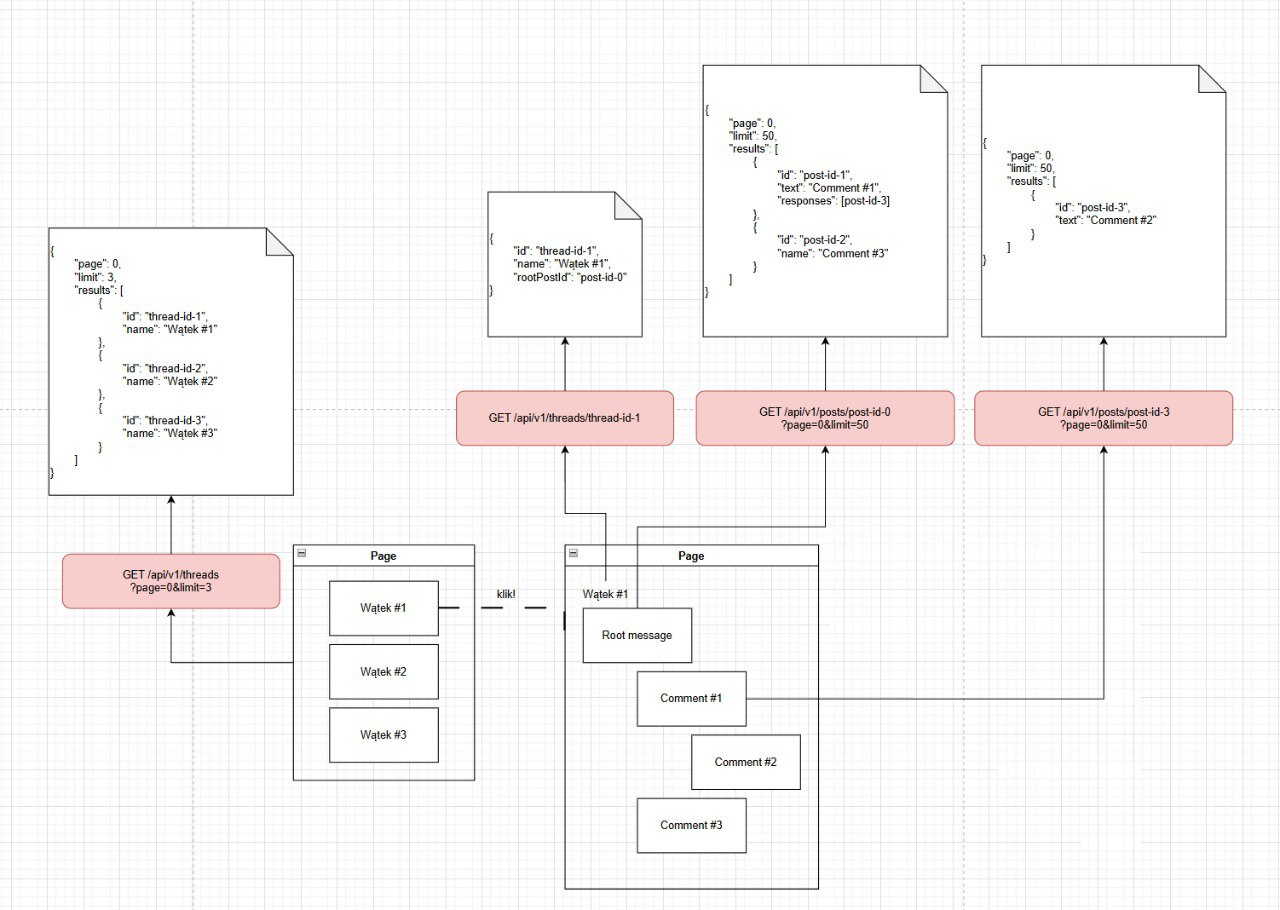 {
"page": 0,
"limit": 3,
"results": [
{
"id": "thread-id-1",
"name": "Wątek #1"
},
{
"id": "thread-id-2",
"name": "Wątek #2"
},
{
"id": "thread-id-3",
"name": "Wątek #3"
}
]
}
GET /api/v1/threads
?page=0&limit=3
Page
Wątek #1
Wątek #2
Wątek #3
klik!
{
"id": "thread-id-1",
"name": "Wątek #1",
"rootPostId": "post-id-0"
}
GET /api/v1/threads/thread-id-1
{
"page": 0,
"limit": 50,
"results": [
{
"id": "post-id-1",
"text": "Comment #1",
"responses": [post-id-3]
},
{
"id": "post-id-2",
"name": "Comment #3"
}
]
}
GET /api/v1/posts/post-id-0
?page=0&limit=50
{
"page": 0,
"limit": 50,
"results": [
{
"id": "post-id-3",
"text": "Comment #2"
}
]
}
GET /api/v1/posts/post-id-3
?page=0&limit=50
Page
Wątek #1
Root message
Comment #1
Comment #2
Comment #3